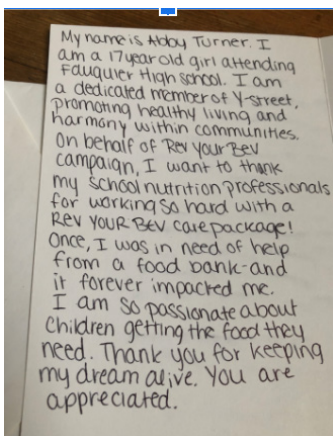 My name is Abby Turner. I
am a 17 year old girl attending
Fauquier High school. I am
a dedicated member of Y-street,
promoting healthy living and
harmony within communities.
On behalf of Rev Your Bev
campaign, I want to thank
my school nutrition professionals
for working so hard with a
REV YOUR BEV care package!
Once, I was in need of help
from a food bank-and
it forever impacted me.
I am so passionate about
children getting the food they
need. Thank you for keeping
my dream alive. You are
appreciated.